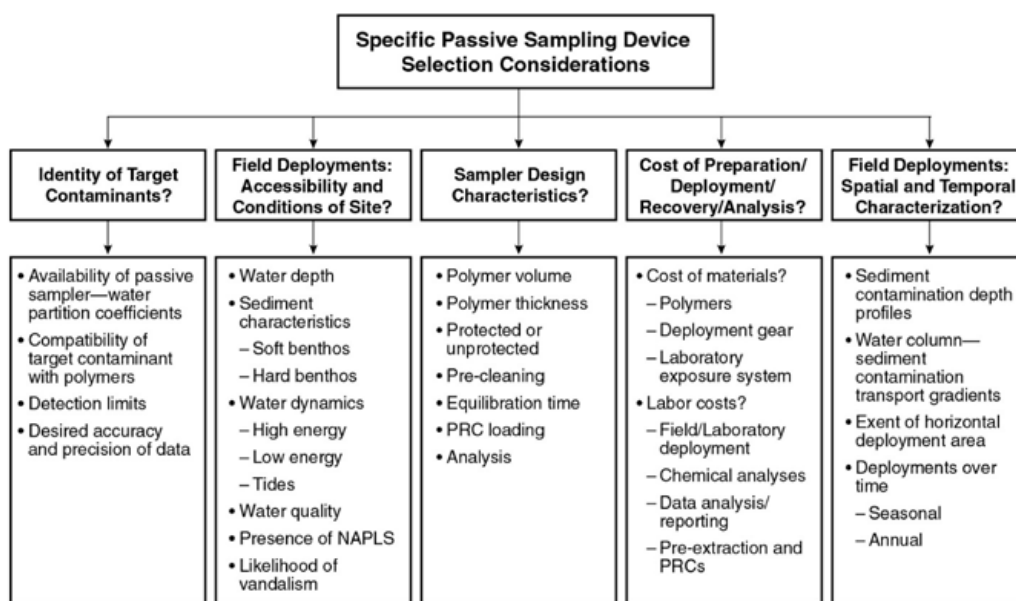 Specific Passive Sampling Device
Selection Considerations
Identity of Target
Contaminants?
• Availability of passive
sampler—water
partition coefficients
• Compatibility of
target contaminant
with polymers
• Detection limits
• Desired accuracy
and precision of data
Field Deployments:
Accessibility and
Conditions of Site?
• Water depth
• Sediment
characteristics
– Soft benthos
– Hard benthos
• Water dynamics
– High energy
– Low energy
– Tides
• Water quality
• Presence of NAPLS
• Likelihood of
vandalism
Sampler Design
Characteristics?
• Polymer volume
• Polymer thickness
• Protected or
unprotected
• Pre-cleaning
• Equilibration time
• PRC loading
• Analysis
Cost of Preparation/
Deployment/
Recovery/Analysis?
• Cost of materials?
– Polymers
– Deployment gear
– Laboratory
exposure system
• Labor costs?
– Field/Laboratory
deployment
– Chemical analyses
– Data analysis/
reporting
– Pre-extraction and
PRCs
Field Deployments:
Spatial and Temporal
Characterization?
• Sediment
contamination depth
profiles
• Water column—
sediment
contamination
transport gradients
• Exent of horizontal
deployment area
• Deployments over
time
– Seasonal
– Annual